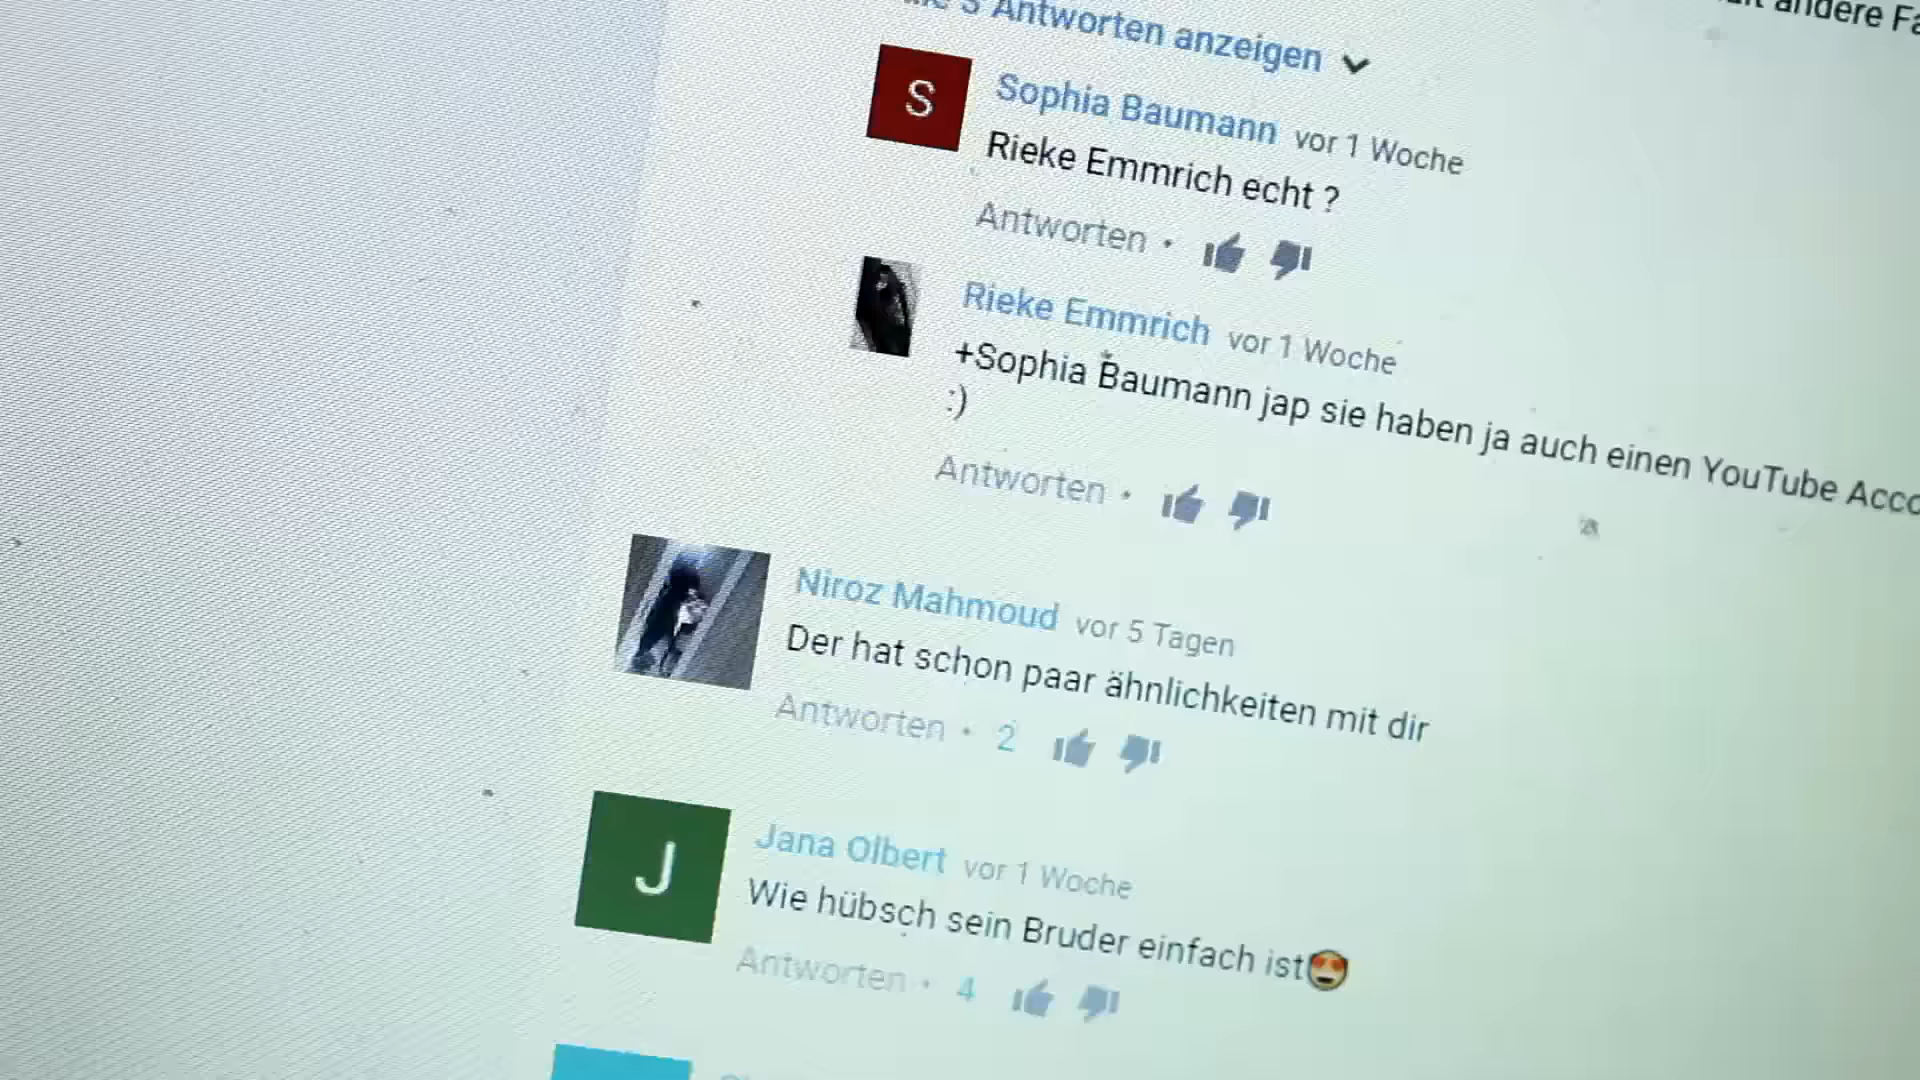 andere
Antworten anzeigen
S
Sophia Baumann vor 1 Woche
Rieke Emmrich echt ?
Antworten •
Rieke Emmrich vor 1 Woche
+Sophia Baumann jap sie haben ja auch einen YouTube
:)
Antworten •
Niroz Mahmoud vor 5 Tagen
Der hat schon paar ähnlichkeiten mit dir
Antworten • 2
J
Jana Olbert vor 1 Woche
Wie hübsch sein Bruder einfach ist😍
Antworten • 4